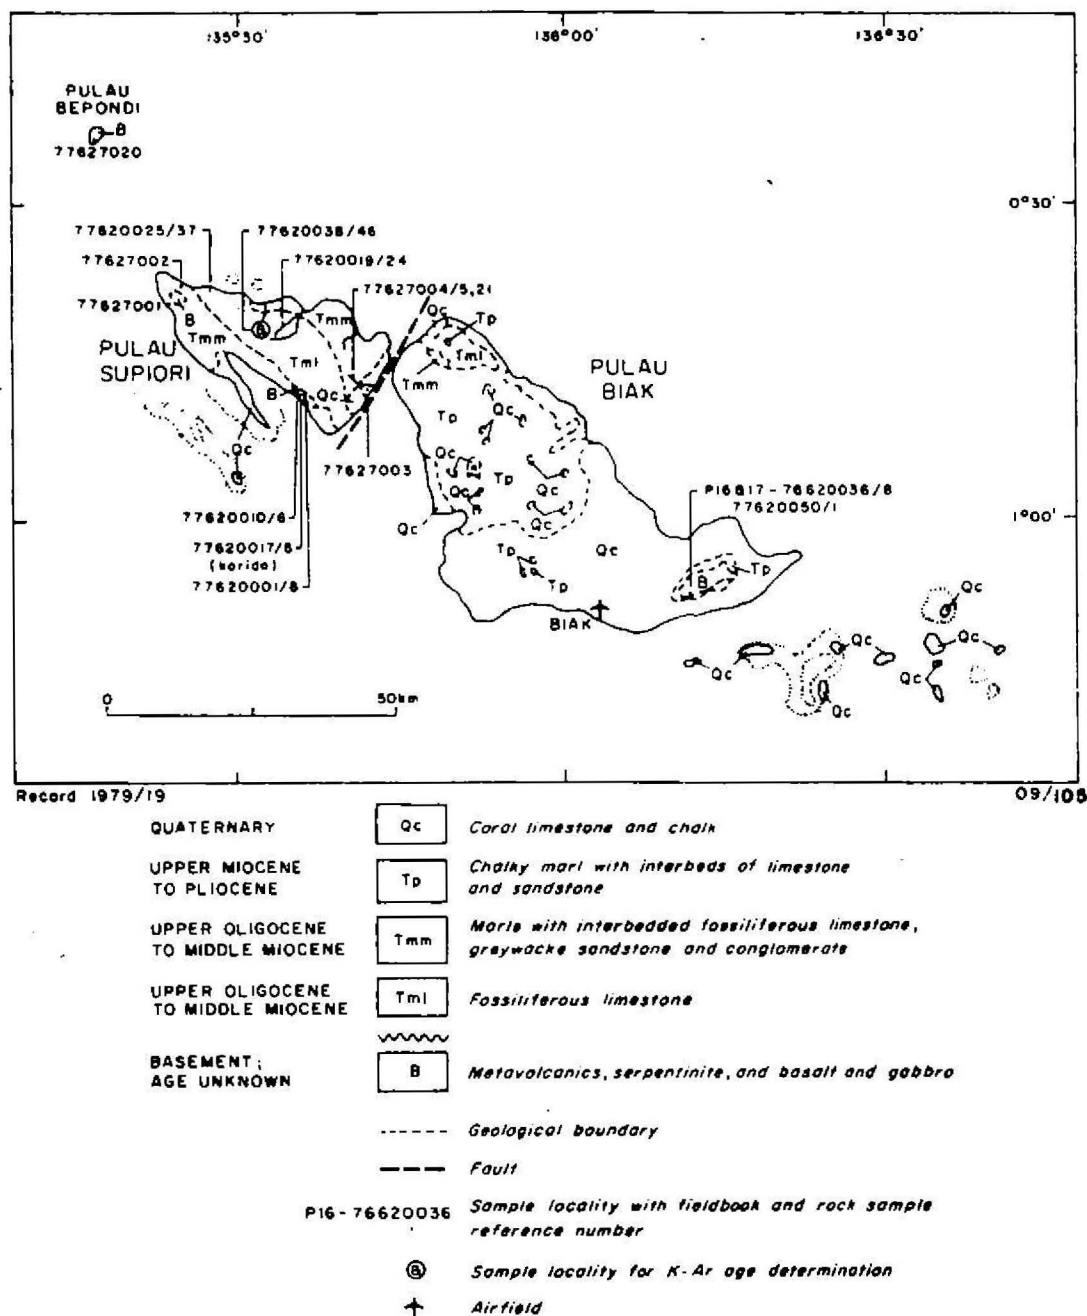 135°30'
136°00'
136°30'
PULAU
BEPONDI
B
77627020
0°30'
77620025/37
77620038/46
77627002
77620019/24
77627001
77627004/5,21
B
Tmm
Tmm
Qc
Tp
Tml
PULAU
SUPIORI
Tml
Tmm
PULAU
BIAK
B
Qc
Tp
Qc
Qc
Qc
Tp
77627003
Qc
Qc
Qc
P16&17-76620036/8
77620050/1
77620010/6
Qc
1°00'
77620017/8
(korido)
77620001/8
Tp
Qc
Tp
B
Tp
BIAK
Qc
Qc
Qc
Qc
Qc
Qc
0
50km
Record 1979/19
09/108
QUATERNARY
Qc
Coral limestone and chalk
UPPER MIOCENE
TO PLIOCENE
Tp
Chalky marl with interbeds of limestone
and sandstone
UPPER OLIGOCENE
TO MIDDLE MIOCENE
Tmm
Marls with interbedded fossiliferous limestone,
greywacke sandstone and conglomerate
UPPER OLIGOCENE
TO MIDDLE MIOCENE
Tml
Fossiliferous limestone
BASEMENT;
AGE UNKNOWN
B
Metavolcanics, serpentinite, and basalt and gabbro
Geological boundary
Fault
P16-76620036
Sample locality with fieldbook and rock sample
reference number
a
Sample locality for K-Ar age determination
Airfield